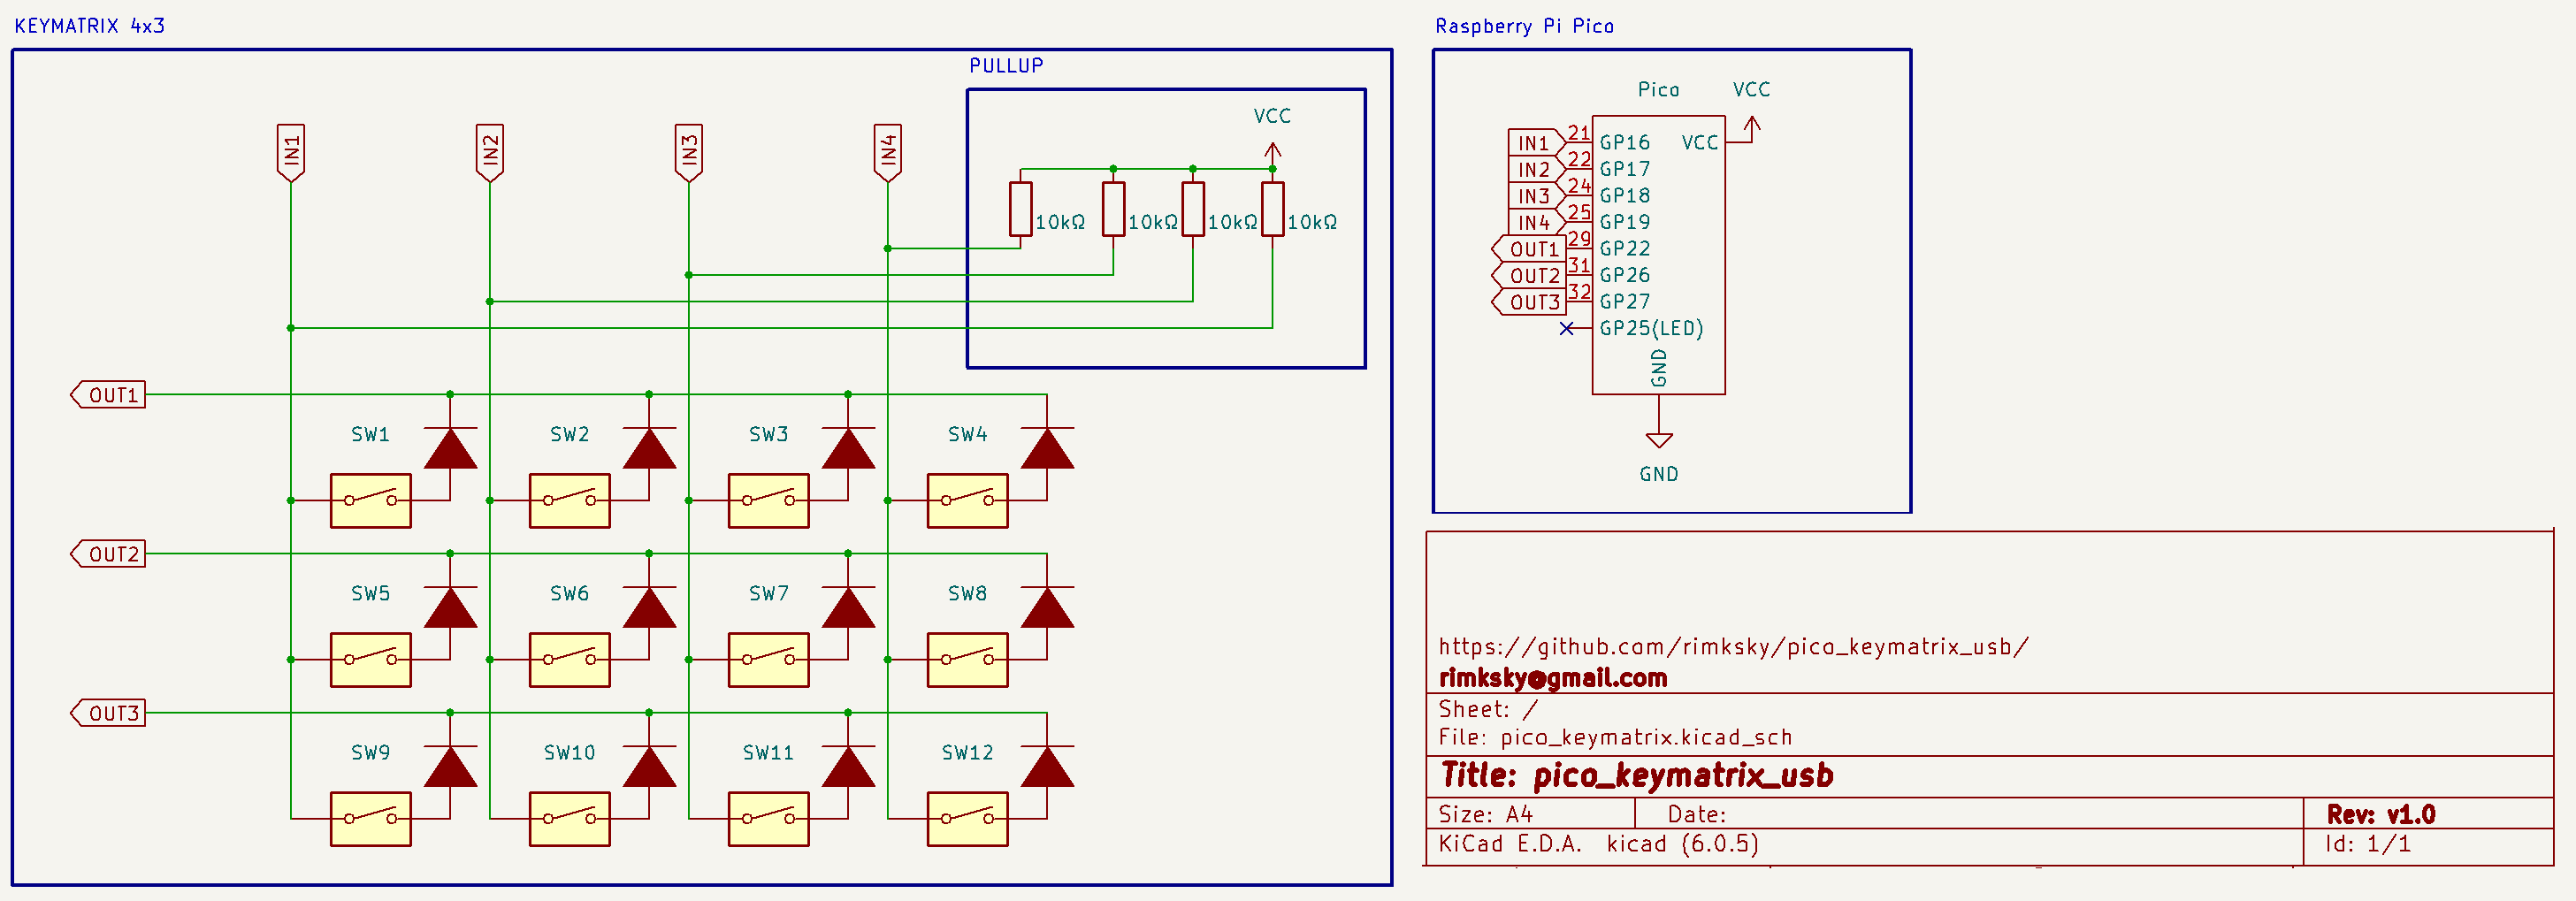 KEYMATRIX 4x3
PULLUP
VCC
IN1
IN2
IN3
IN4
10kΩ
10kΩ
10kΩ
10kΩ
OUT1
SW1
SW2
SW3
SW4
OUT2
SW5
SW6
SW7
SW8
OUT3
SW9
SW10
SW11
SW12
Raspberry Pi Pico
Pico
VCC
IN1 21 GP16 VCC
IN2 22 GP17
IN3 24 GP18
IN4 25 GP19
OUT1 29 GP22
OUT2 31 GP26
OUT3 32 GP27
GP25(LED)
GND
GND
https://github.com/rimksky/pico_keymatrix_usb/
rimksky@gmail.com
Sheet: /
File: pico_keymatrix.kicad_sch
Title: pico_keymatrix_usb
Size: A4
Date:
Rev: v1.0
KiCad E.D.A. kicad (6.0.5)
Id: 1/1